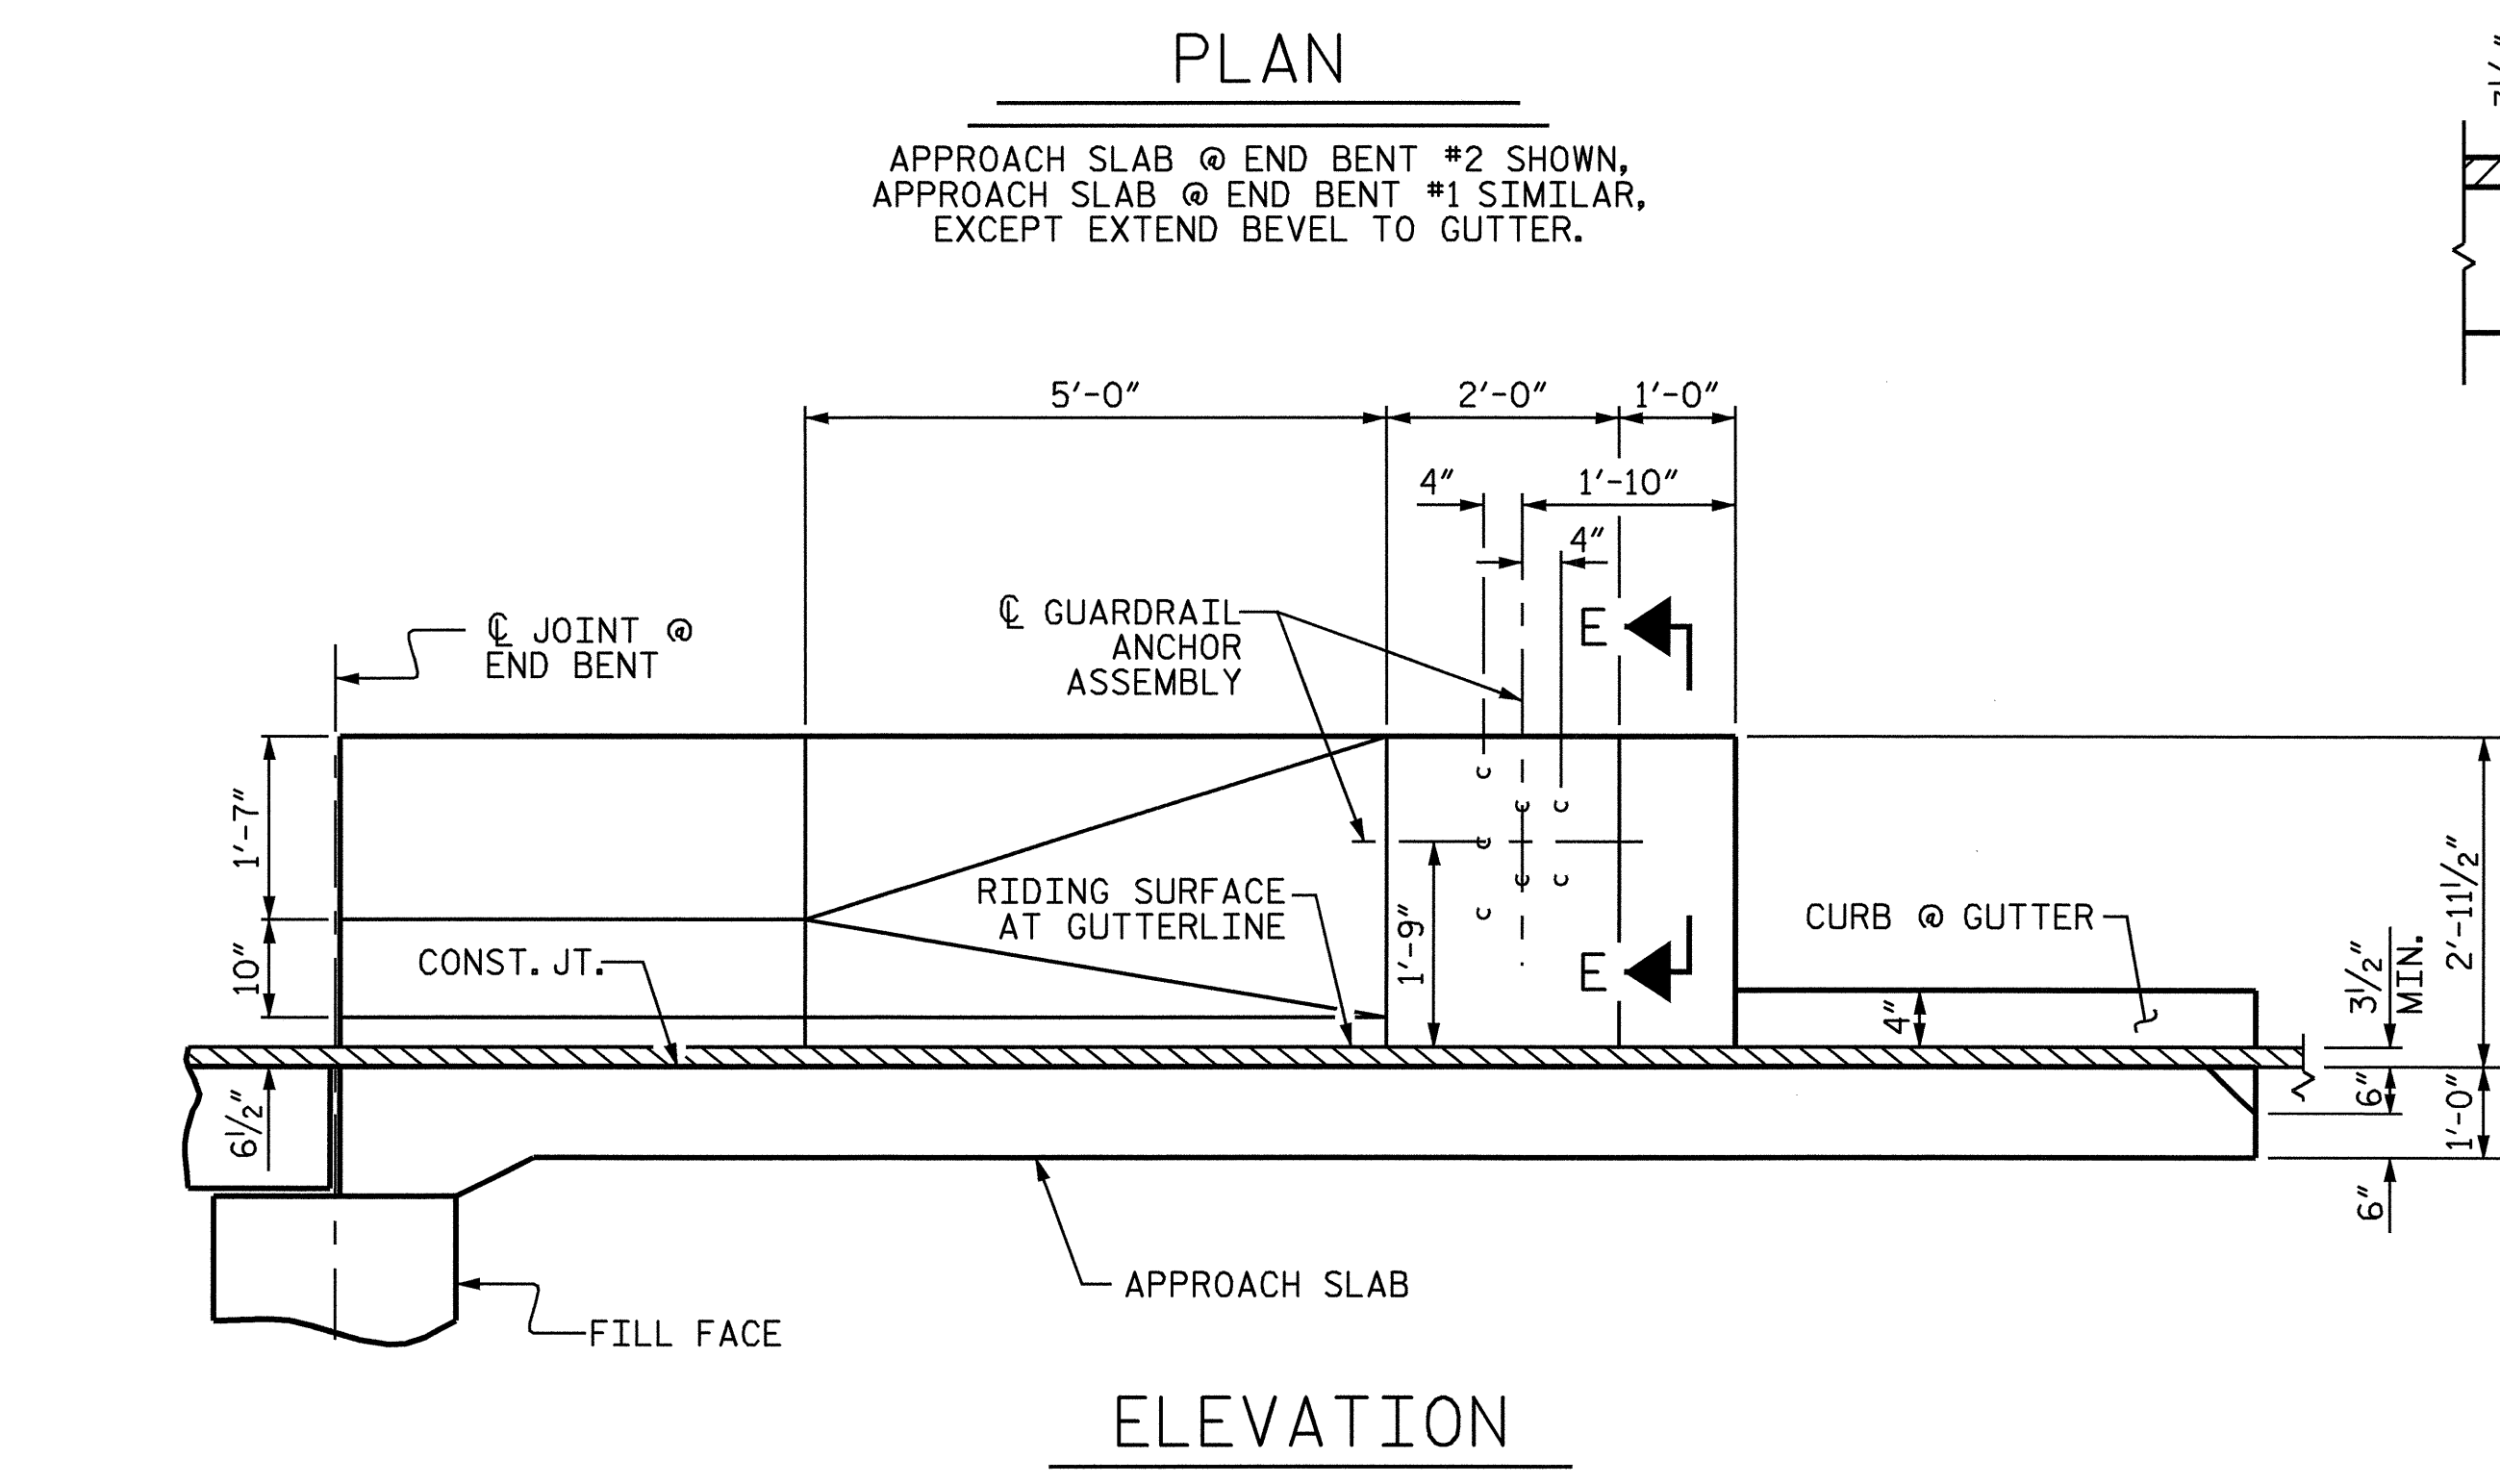 PLAN
APPROACH SLAB @ END BENT #2 SHOWN,
APPROACH SLAB @ END BENT #1 SIMILAR,
EXCEPT EXTEND BEVEL TO GUTTER.
5'-0"
2'-0"
1'-0"
4"
1'-10"
4"
℄ GUARDRAIL
ANCHOR
ASSEMBLY
E
℄ JOINT @
END BENT
1'-7"
10"
RIDING SURFACE
AT GUTTERLINE
CONST. JT.
1'-9"
E
CURB @ GUTTER
4"
3½"
MIN.
2'-11½"
6½"
6"
1'-0"
6"
APPROACH SLAB
FILL FACE
ELEVATION